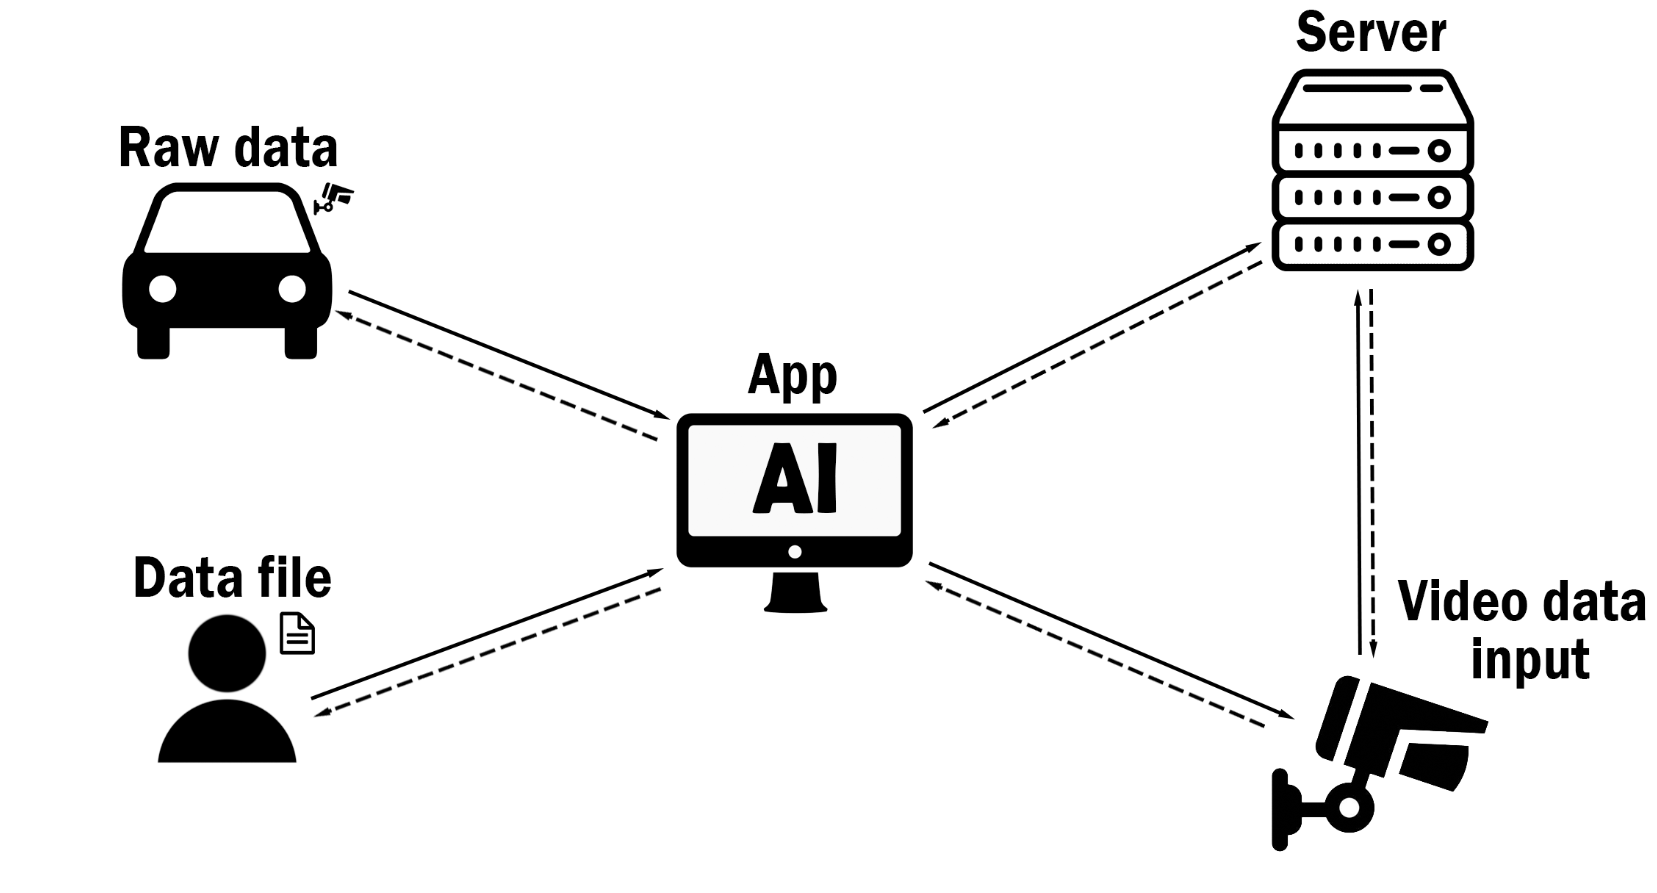 Server
Raw data
App
AI
Data file
Video data
input